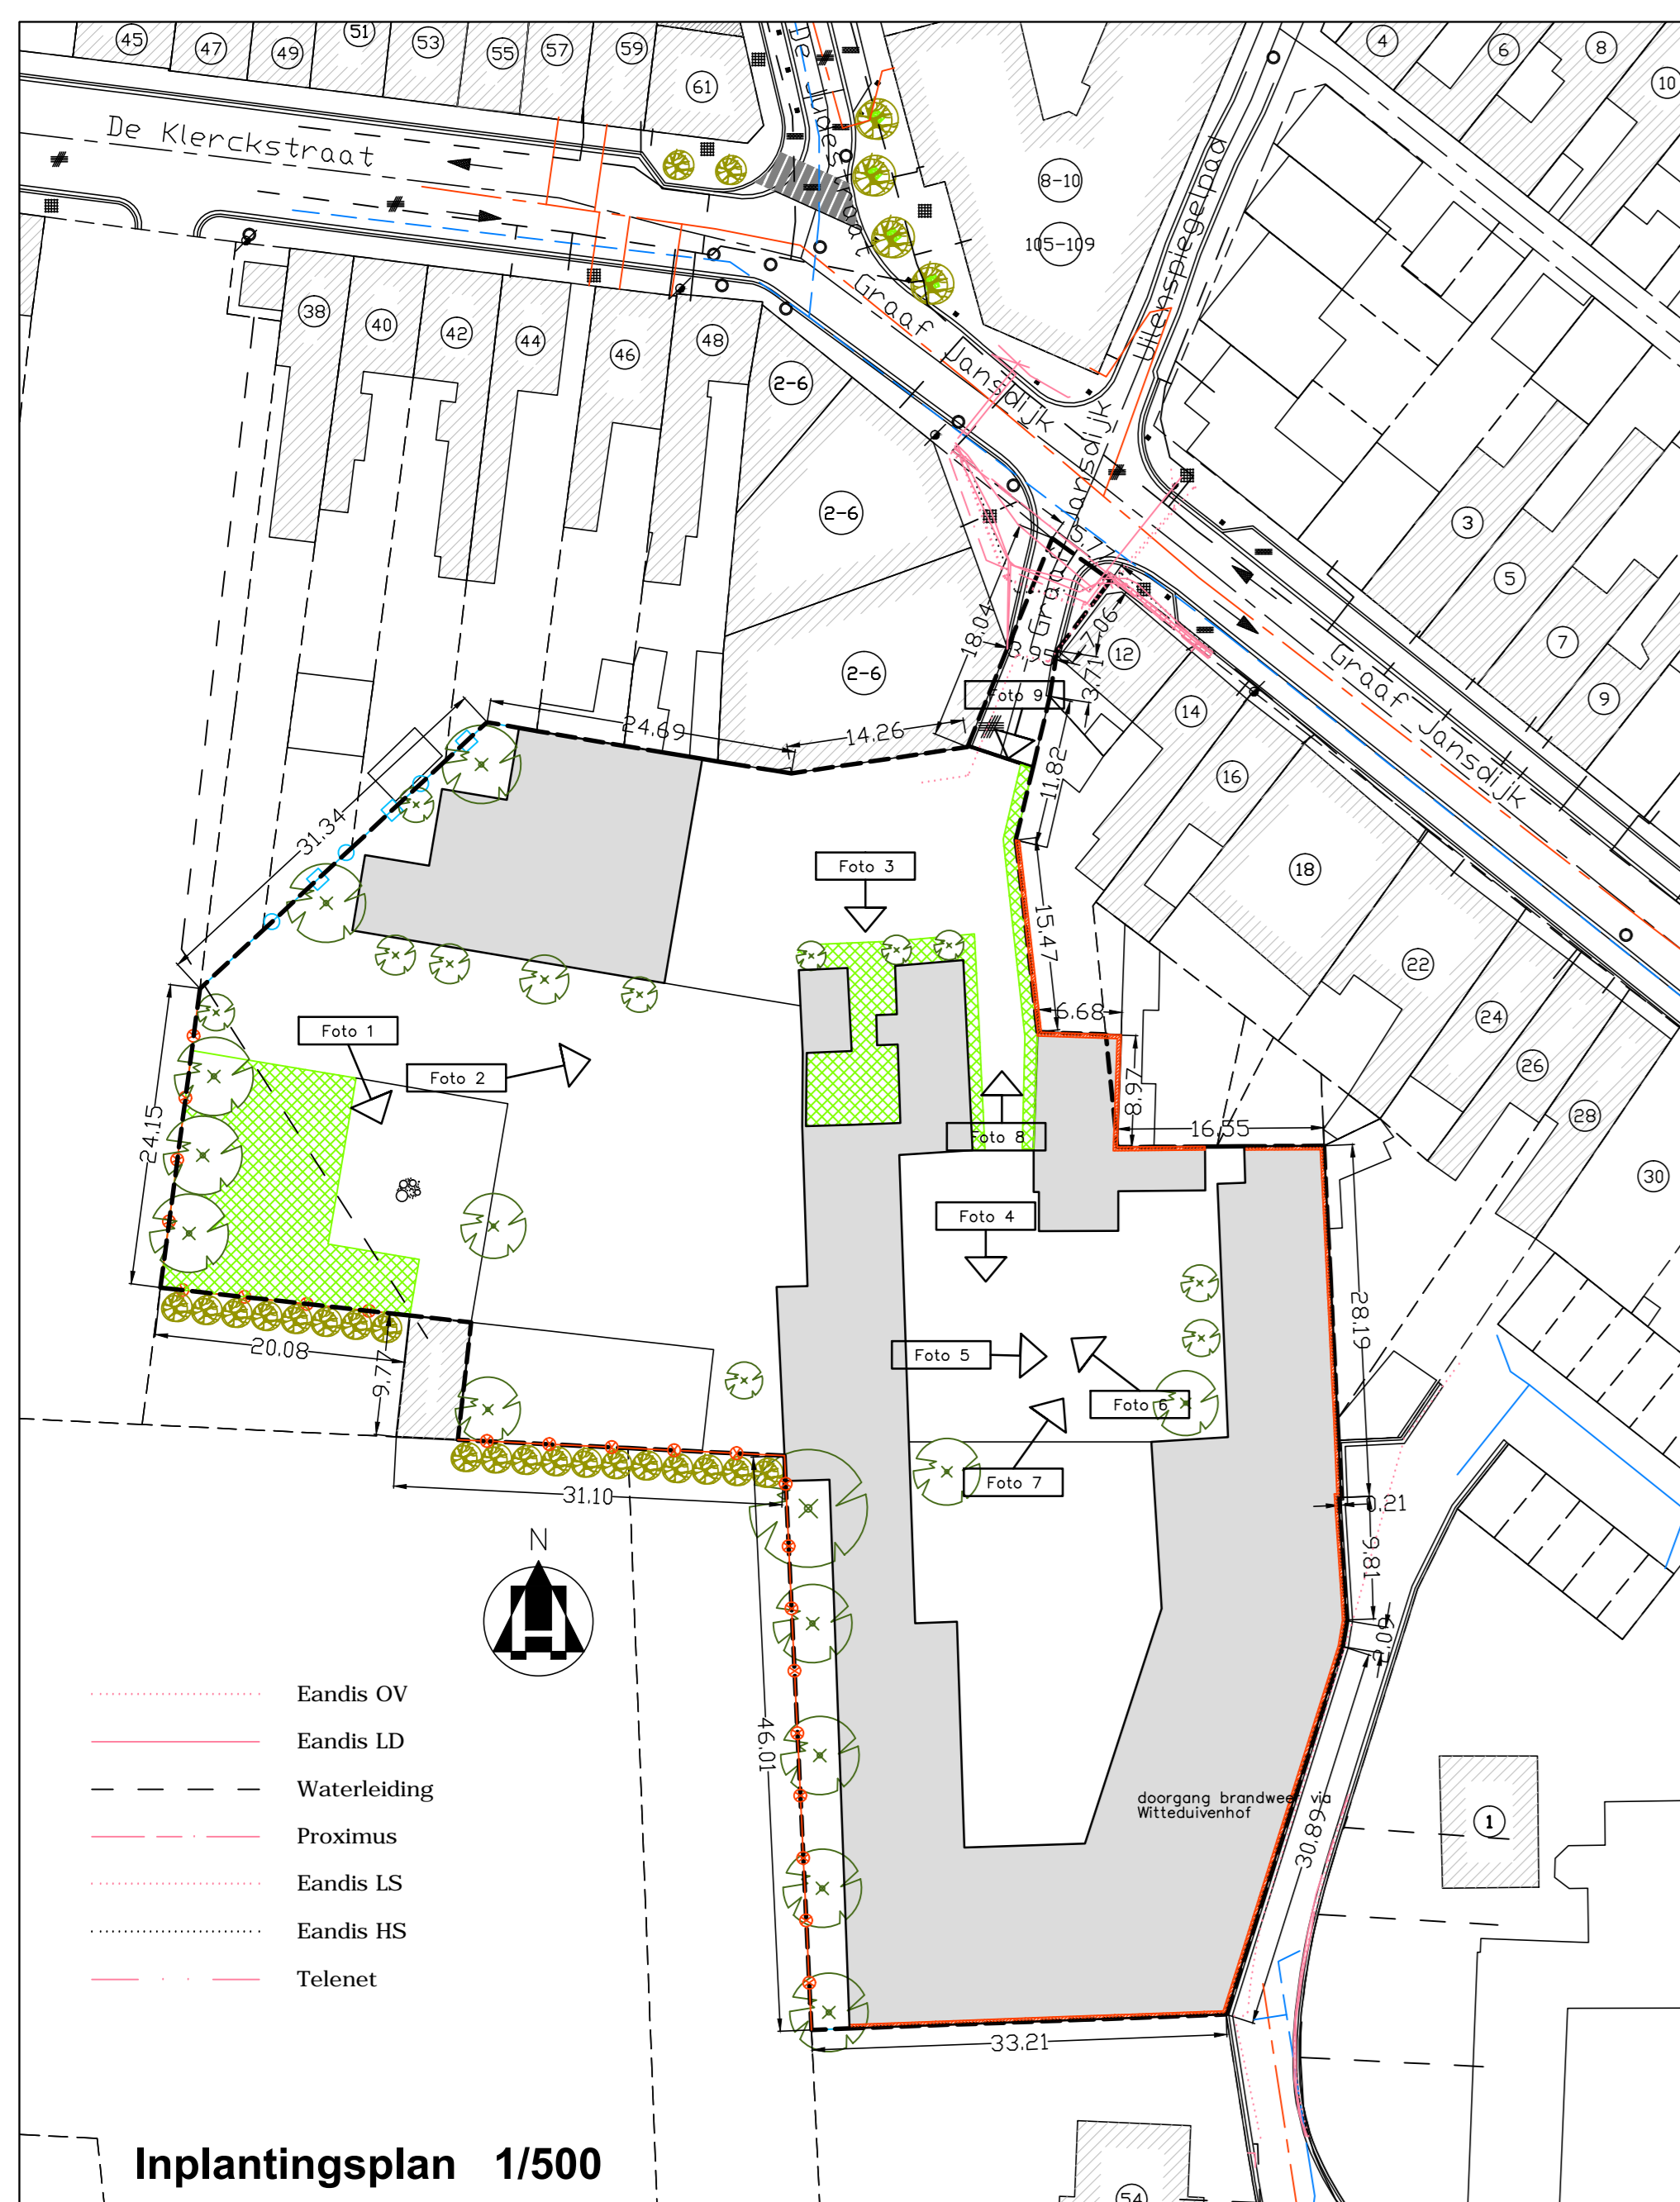 45
47
49
51
53
55
57
59
61
4
6
8
10
De Klerckstraat
De Judestraat
8-10
105-109
Uilenspiegelpad
38
40
42
44
46
48
2-6
Graaf Jansdijk
2-6
2-6
Graaf Jansdijk
3
5
7
9
Graaf Jansdijk
12
14
16
18
22
24
26
28
30
5.7
18.04
3.95
7.06
3.71
Foto 9
24.69
14.26
11.82
31.34
Foto 3
15.47
6.68
8.67
16.55
Foto 1
Foto 2
Foto 8
24.15
Foto 4
28.19
Foto 5
Foto 6
Foto 7
20.08
9.77
31.10
0.21
9.81
3.09
N
46.01
Eandis OV
Eandis LD
Waterleiding
Proximus
Eandis LS
Eandis HS
Telenet
doorgang brandweer via
Witteduivenhof
30.89
1
33.21
54
Inplantingsplan 1/500